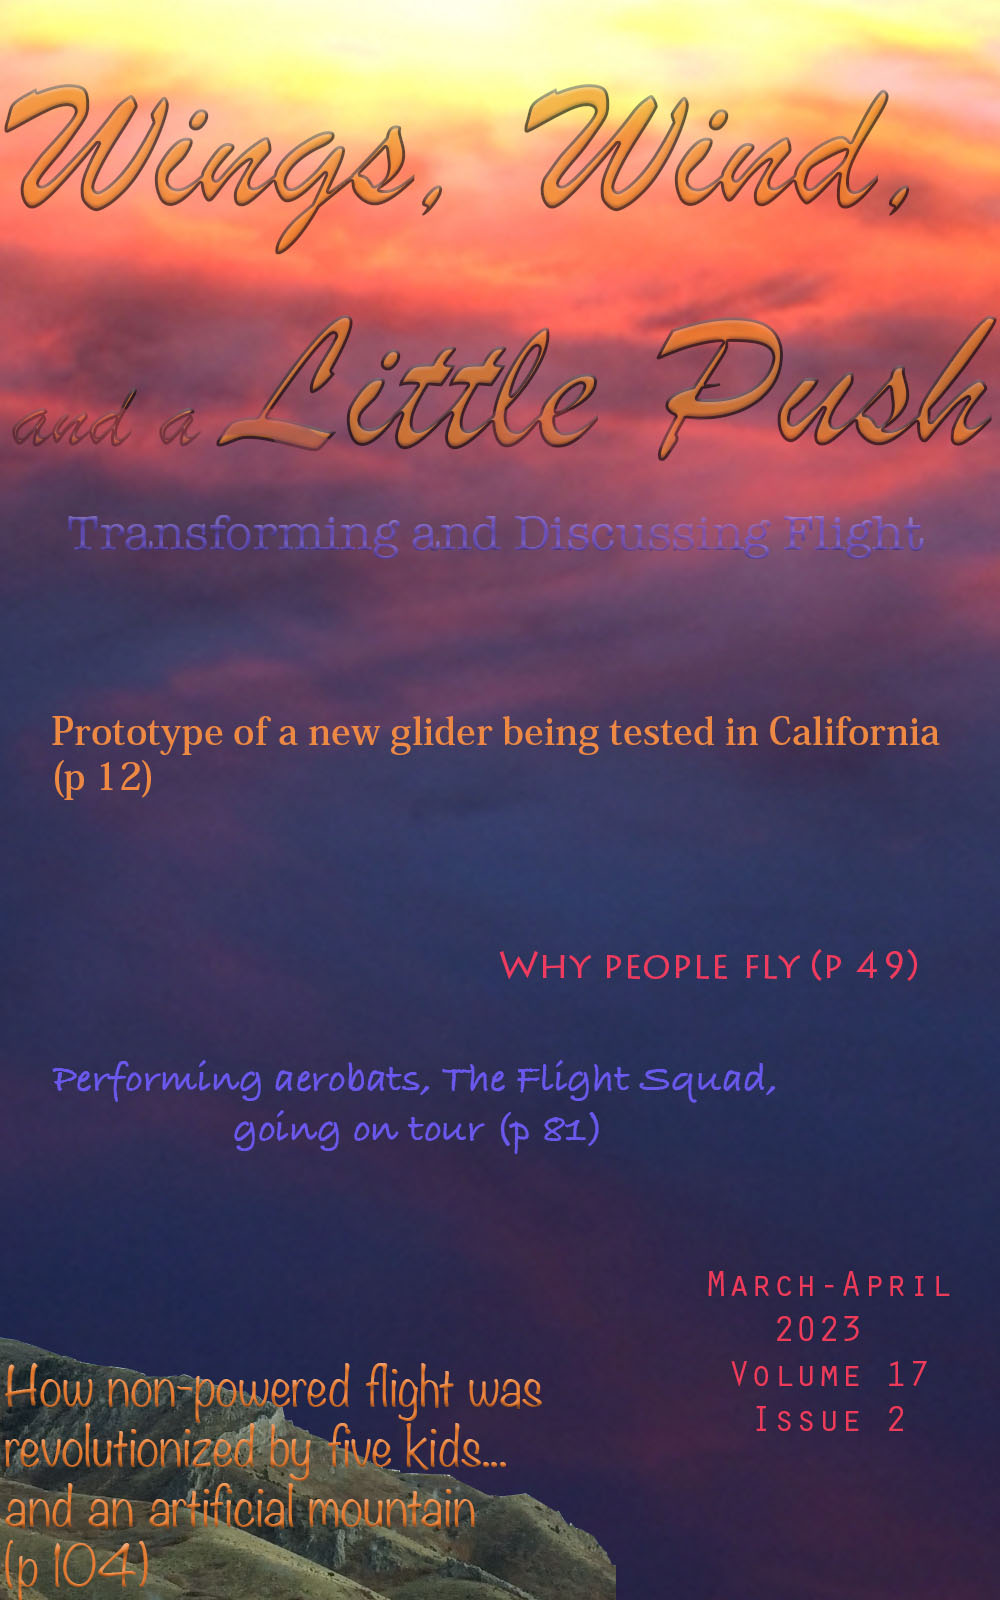 Wings, Wind,
and a Little Push
Transforming and Discussing Flight
Prototype of a new glider being tested in California
(p 12)
Why people fly (p 49)
Performing aerobats, The Flight Squad,
going on tour (p 81)
March-April
2023
Volume 17
Issue 2
How non-powered flight was
revolutionized by five kids...
and an artificial mountain
(p 104)